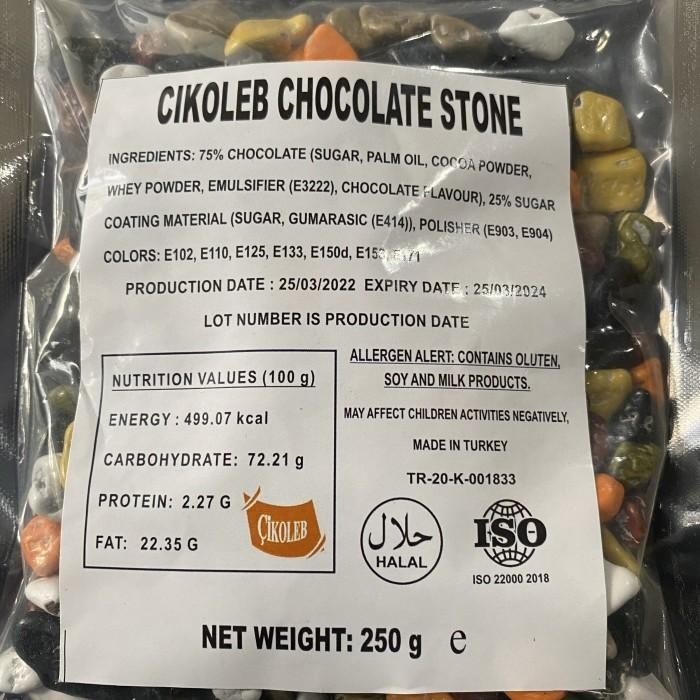 CIKOLEB CHOCOLATE STONE
INGREDIENTS: 75% CHOCOLATE (SUGAR, PALM OIL, COCOA POWDER,
WHEY POWDER, EMULSIFIER (E3222), CHOCOLATE FLAVOUR), 25% SUGAR
COATING MATERIAL (SUGAR, GUMARASIC (E414)), POLISHER (E903, E904)
COLORS: E102, E110, E125, E133, E150d, E153, E171
PRODUCTION DATE : 25/03/2022 EXPIRY DATE : 25/03/2024
LOT NUMBER IS PRODUCTION DATE
NUTRITION VALUES (100 g)
ENERGY : 499.07 kcal
CARBOHYDRATE: 72.21 g
PROTEIN: 2.27 G
FAT: 22.35 G
ÇIKOLEB
ALLERGEN ALERT: CONTAINS OLUTEN,
SOY AND MILK PRODUCTS.
MAY AFFECT CHILDREN ACTIVITIES NEGATIVELY,
MADE IN TURKEY
TR-20-K-001833
حلال
HALAL
ISO
ISO 22000 2018
NET WEIGHT: 250 g e